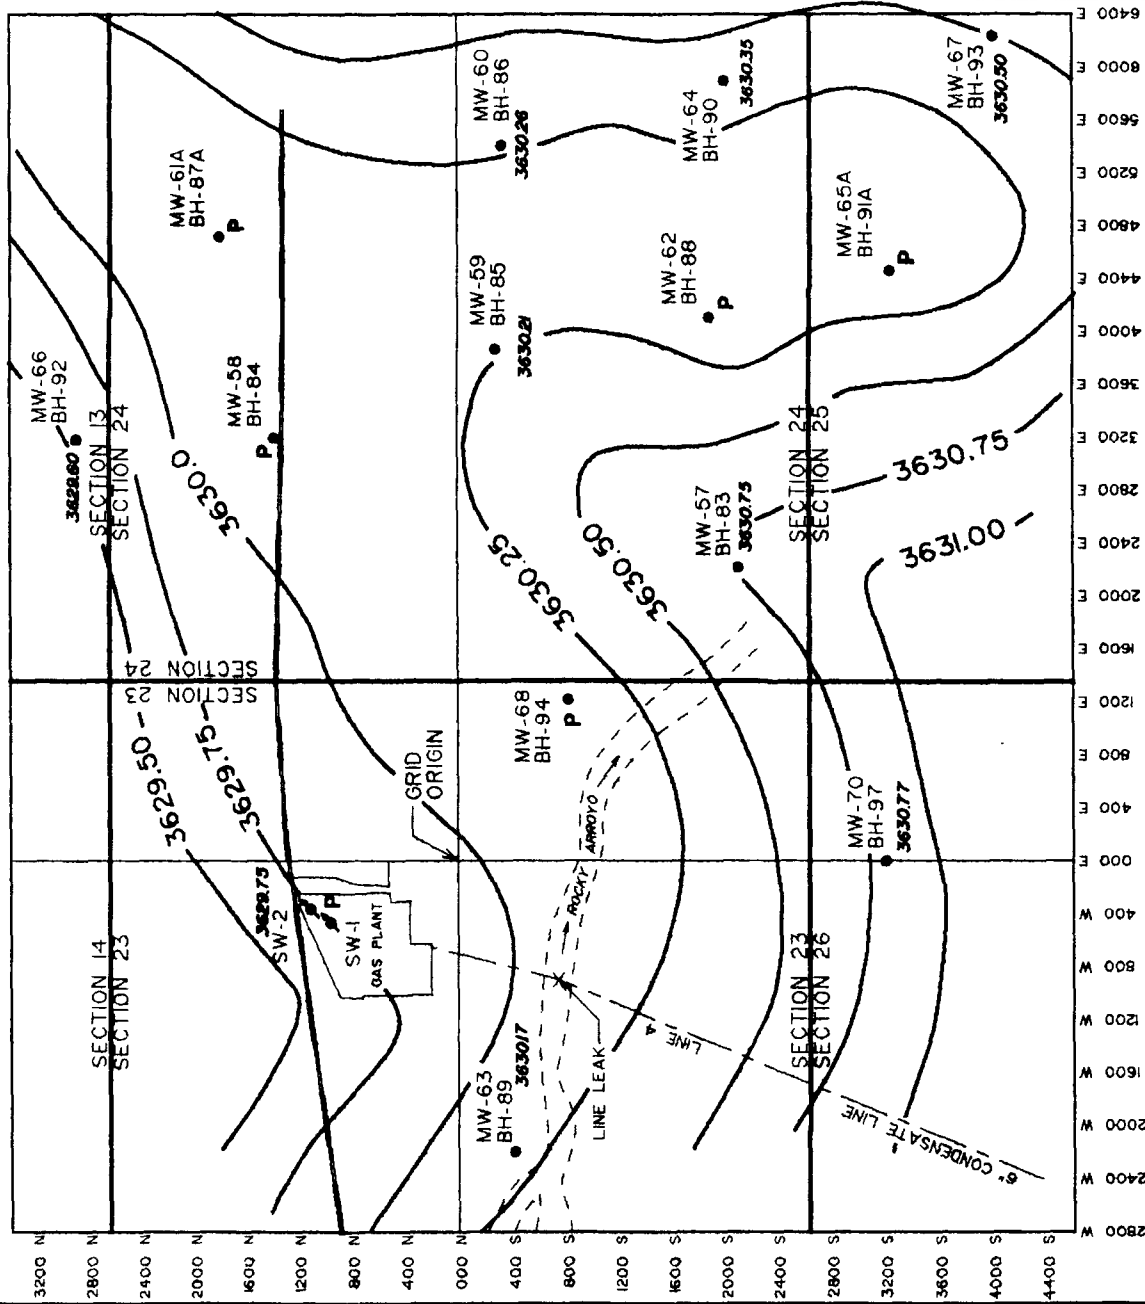 MW-66
BH-92
3629.60
SECTION 13
SECTION 24
MW-61A
BH-87A
P
MW-58
BH-84
P
3630.0
MW-60
BH-86
3630.26
MW-59
BH-85
3630.21
MW-64
BH-90
3630.35
MW-62
BH-88
P
MW-65A
BH-91A
P
MW-67
BH-93
3630.50
3630.25
3630.50
MW-57
BH-83
3630.75
SECTION 24
SECTION 25
3630.75
3631.00
SECTION 24
SECTION 23
3629.50
3629.75
GRID
ORIGIN
MW-68
BH-94
P
ROCKY ARROYO
MW-70
BH-97
3630.77
3629.75
SW-2
P
SW-1
GAS PLANT
SECTION 14
SECTION 23
MW-63
BH-89
3630.17
LINE LEAK
LINE 4
SECTION 23
SECTION 26
6" CONDENSATE LINE
6400 E
6000 E
5600 E
5200 E
4800 E
4400 E
4000 E
3600 E
3200 E
2800 E
2400 E
2000 E
1600 E
1200 E
800 E
400 E
000 E
400 W
800 W
1200 W
1600 W
2000 W
2400 W
2800 W
3200 N
2800 N
2400 N
2000 N
1600 N
1200 N
800 N
400 N
000 N
400 S
800 S
1200 S
1600 S
2000 S
2400 S
2800 S
3200 S
3600 S
4000 S
4400 S